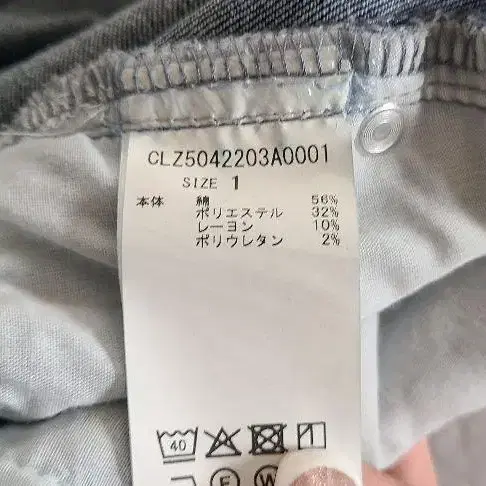 CLZ5042203A0001
SIZE 1
本体 綿 56%
ポリエステル 32%
レーヨン 10%
ポリウレタン 2%
40
F W